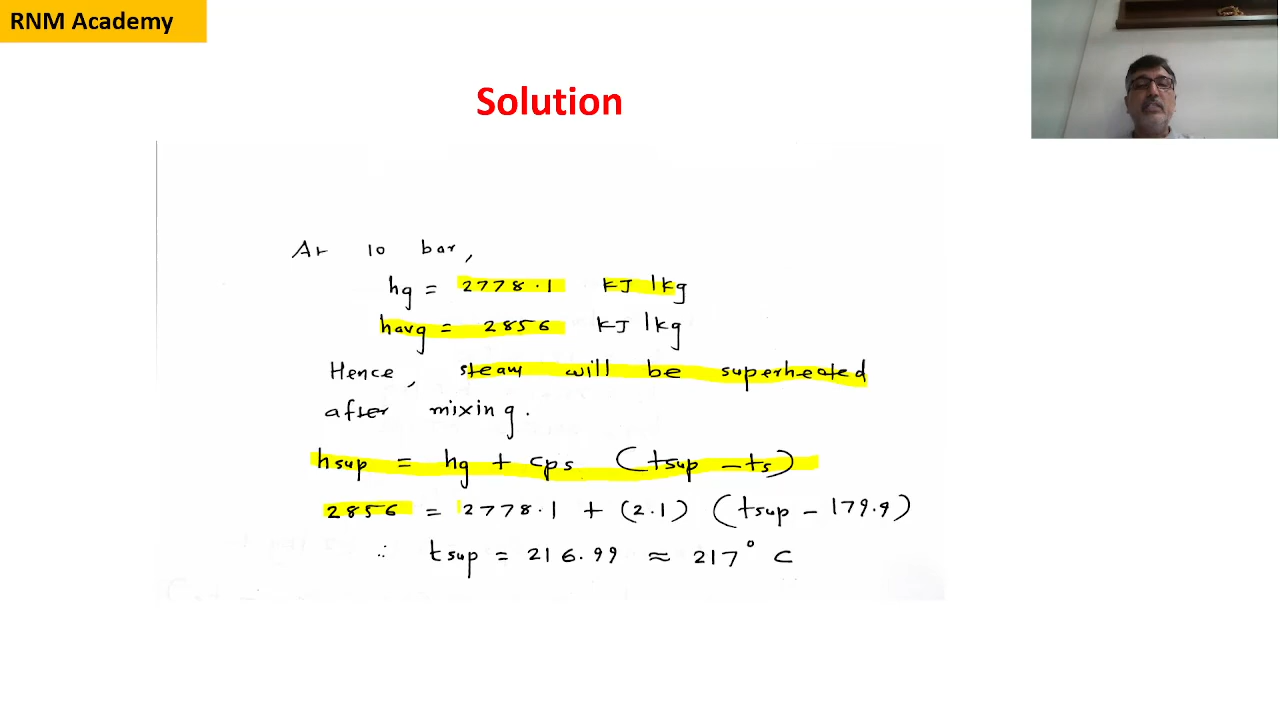 RNM Academy
Solution
At 10 bar,
hg = 2778.1 KJ/kg
havg = 2856 KJ/kg
Hence, steam will be superheated
after mixing.
hsup = hg + cps (tsup - ts)
2856 = 2778.1 + (2.1) (tsup - 179.9)
∴ tsup = 216.99 ≈ 217° C